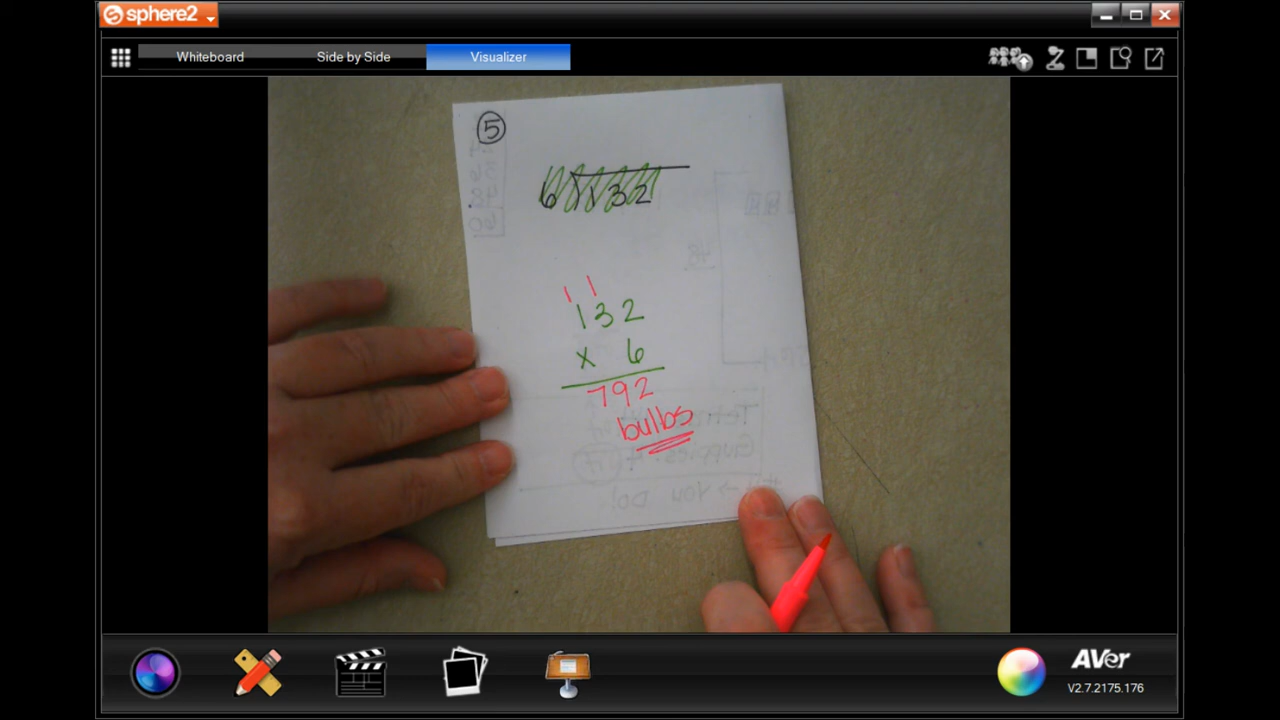 sphere2
Whiteboard Side by Side Visualizer
5
6 132
1 1
132
x 6
792
bulbs
AVer
V2.7.2175.176